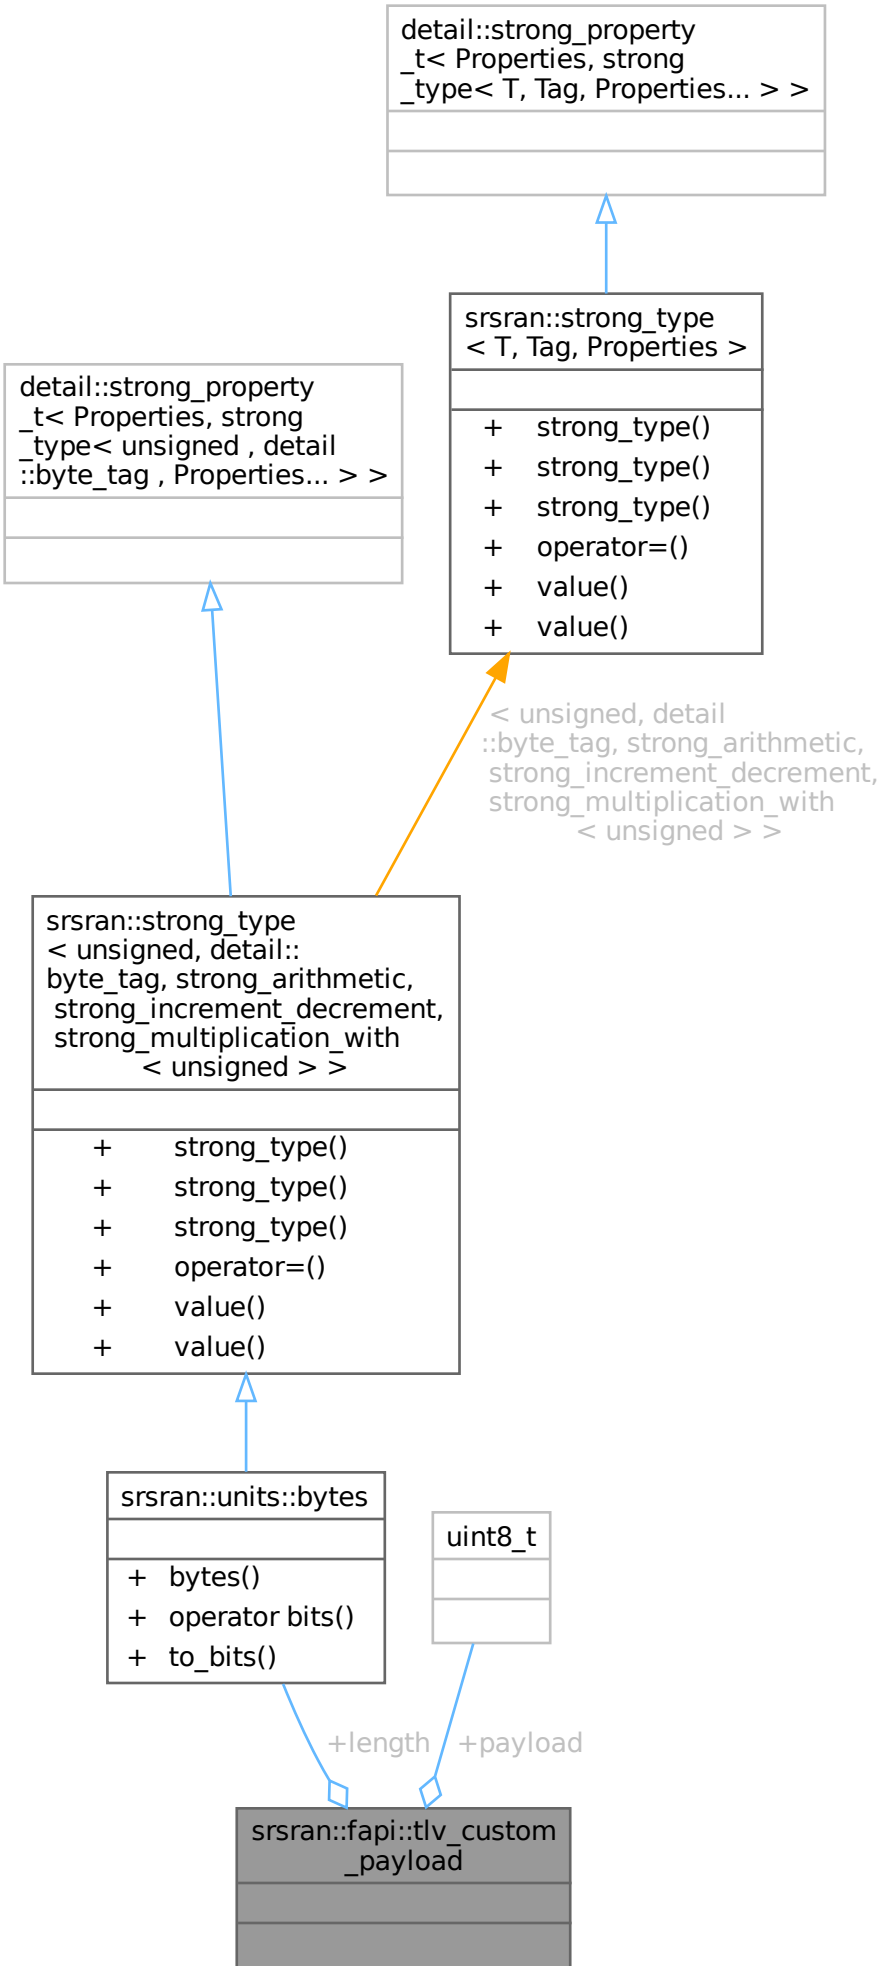 detail::strong_property
_t< Properties, strong
_type< T, Tag, Properties... > >
srsran::strong_type
< T, Tag, Properties >
+ strong_type()
+ strong_type()
+ strong_type()
+ operator=()
+ value()
+ value()
detail::strong_property
_t< Properties, strong
_type< unsigned , detail
::byte_tag , Properties... > >
< unsigned, detail
::byte_tag, strong_arithmetic,
strong_increment_decrement,
strong_multiplication_with
< unsigned > >
srsran::strong_type
< unsigned, detail::
byte_tag, strong_arithmetic,
strong_increment_decrement,
strong_multiplication_with
< unsigned > >
+ strong_type()
+ strong_type()
+ strong_type()
+ operator=()
+ value()
+ value()
srsran::units::bytes
+ bytes()
+ operator bits()
+ to_bits()
uint8_t
+length
+payload
srsran::fapi::tlv_custom
_payload